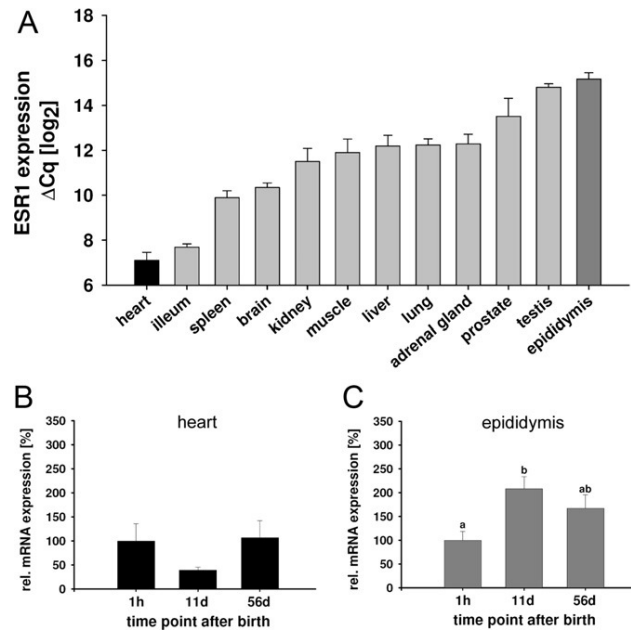 A
ESR1 expression
ΔCq [log2]
16
14
12
10
8
6
heart
illeum
spleen
brain
kidney
muscle
liver
lung
adrenal gland
prostate
testis
epididymis
B
heart
rel. mRNA expression [%]
350
300
250
200
150
100
50
0
1h 11d 56d
time point after birth
C
epididymis
rel. mRNA expression [%]
350
300
250
200
150
100
50
0
a
b
ab
1h 11d 56d
time point after birth